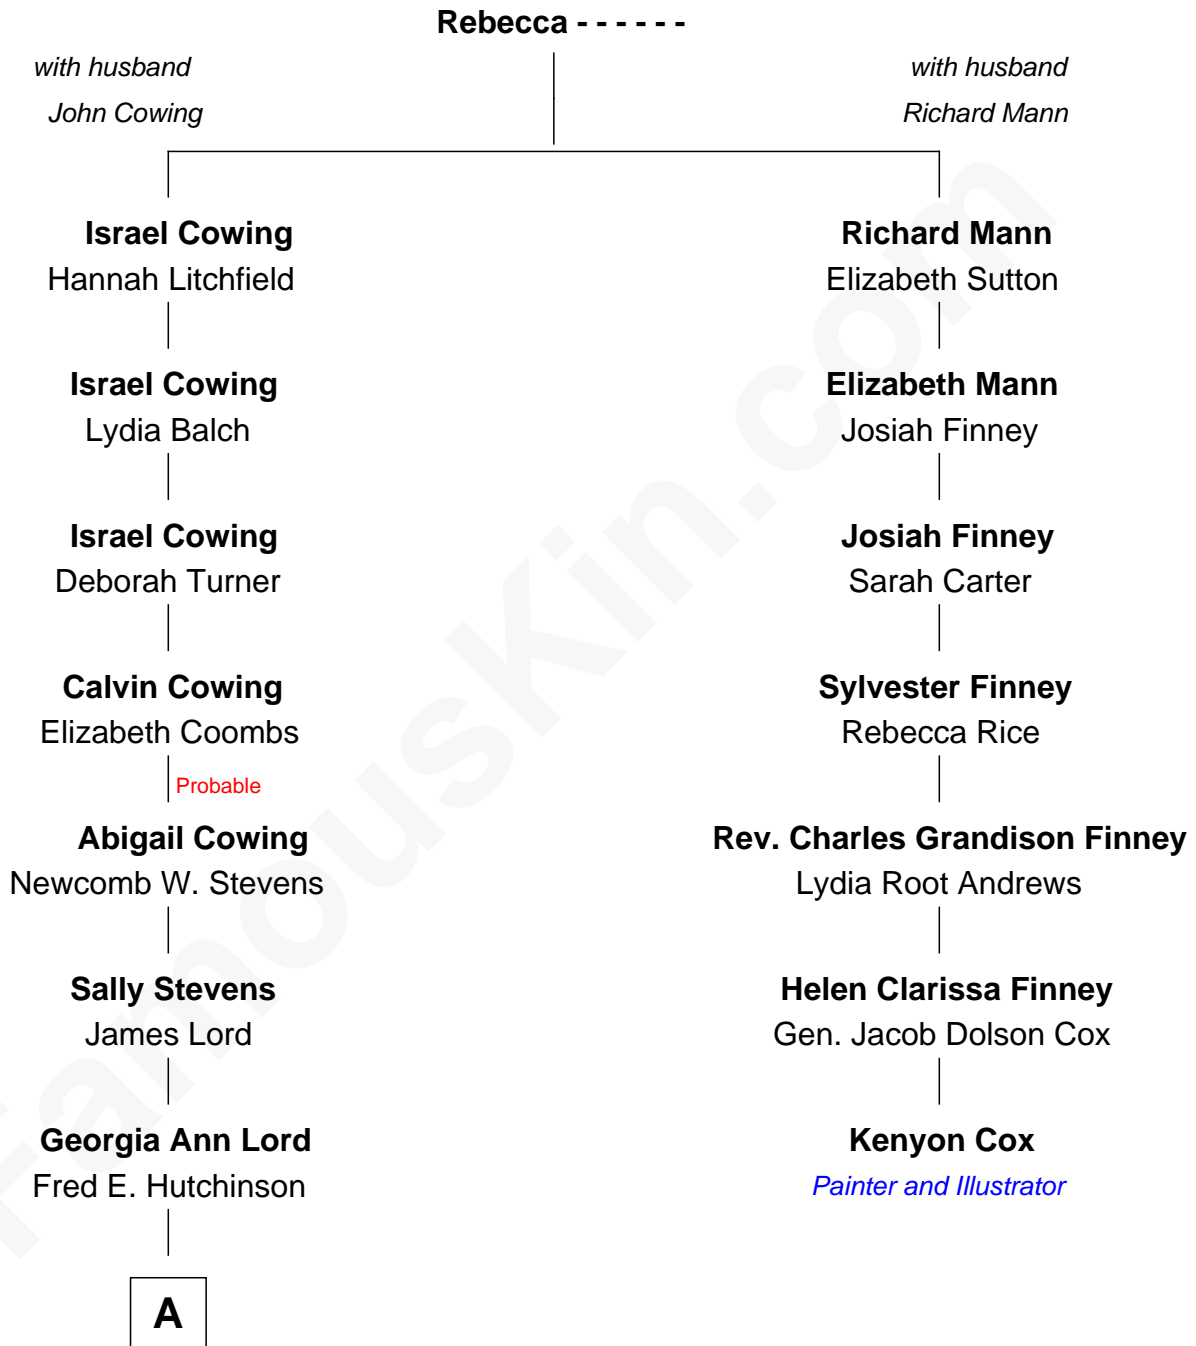 Rebecca - - - - - -
with husband
John Cowing
with husband
Richard Mann
Israel Cowing
Hannah Litchfield
Richard Mann
Elizabeth Sutton
Israel Cowing
Lydia Balch
Elizabeth Mann
Josiah Finney
Israel Cowing
Deborah Turner
Josiah Finney
Sarah Carter
Calvin Cowing
Elizabeth Coombs
Sylvester Finney
Rebecca Rice
Probable
Abigail Cowing
Newcomb W. Stevens
Rev. Charles Grandison Finney
Lydia Root Andrews
Sally Stevens
James Lord
Helen Clarissa Finney
Gen. Jacob Dolson Cox
Georgia Ann Lord
Fred E. Hutchinson
Kenyon Cox
Painter and Illustrator
A
FamousKin.com